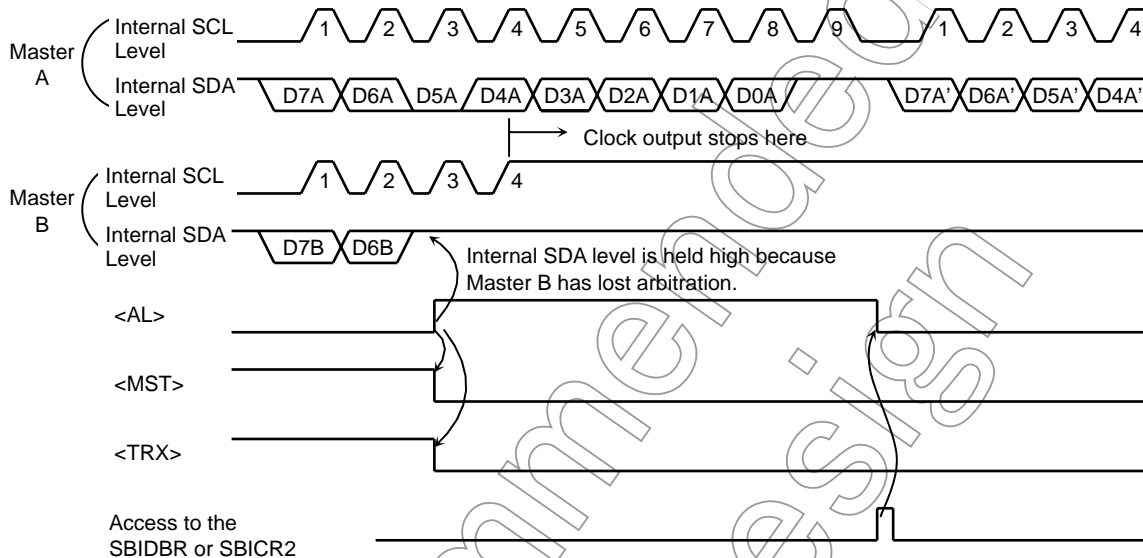 Master A
Internal SCL Level
1 2 3 4 5 6 7 8 9 1 2 3 4
Internal SDA Level
D7A D6A D5A D4A D3A D2A D1A D0A D7A' D6A' D5A' D4A'
Clock output stops here
Master B
Internal SCL Level
1 2 3 4
Internal SDA Level
D7B D6B
Internal SDA level is held high because
Master B has lost arbitration.
<AL>
<MST>
<TRX>
Access to the
SBIDBR or SBICR2